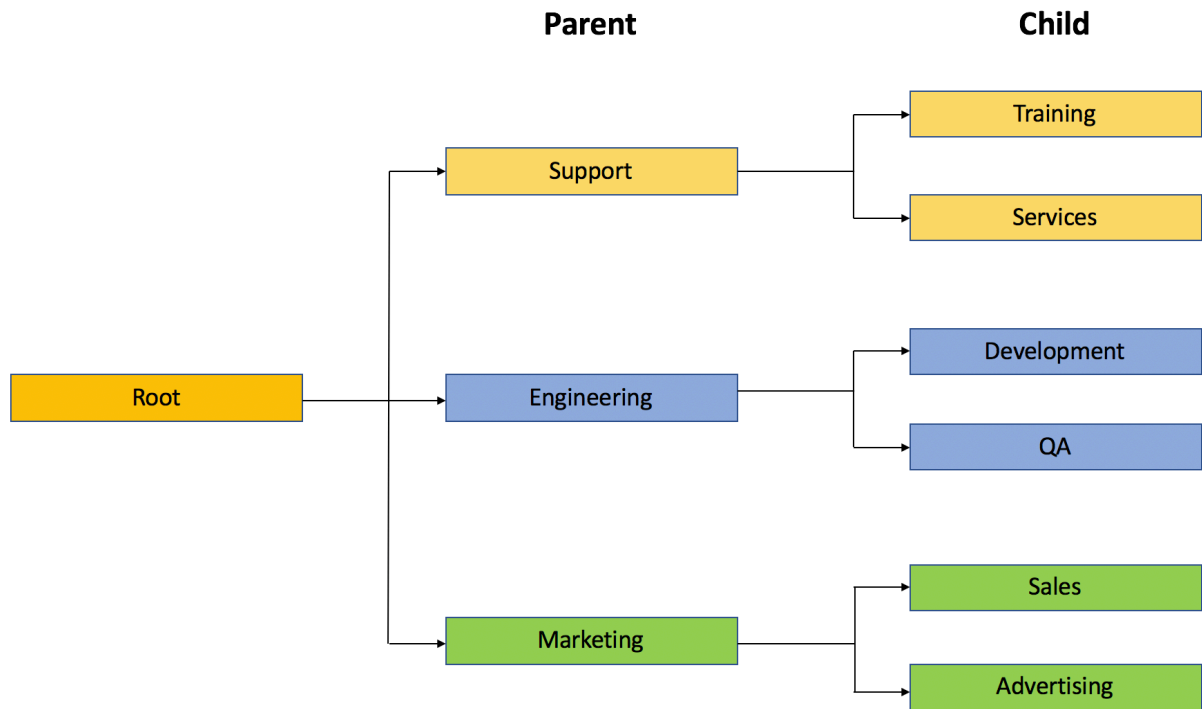 Parent
Child
Training
Support
Services
Development
Root
Engineering
QA
Sales
Marketing
Advertising